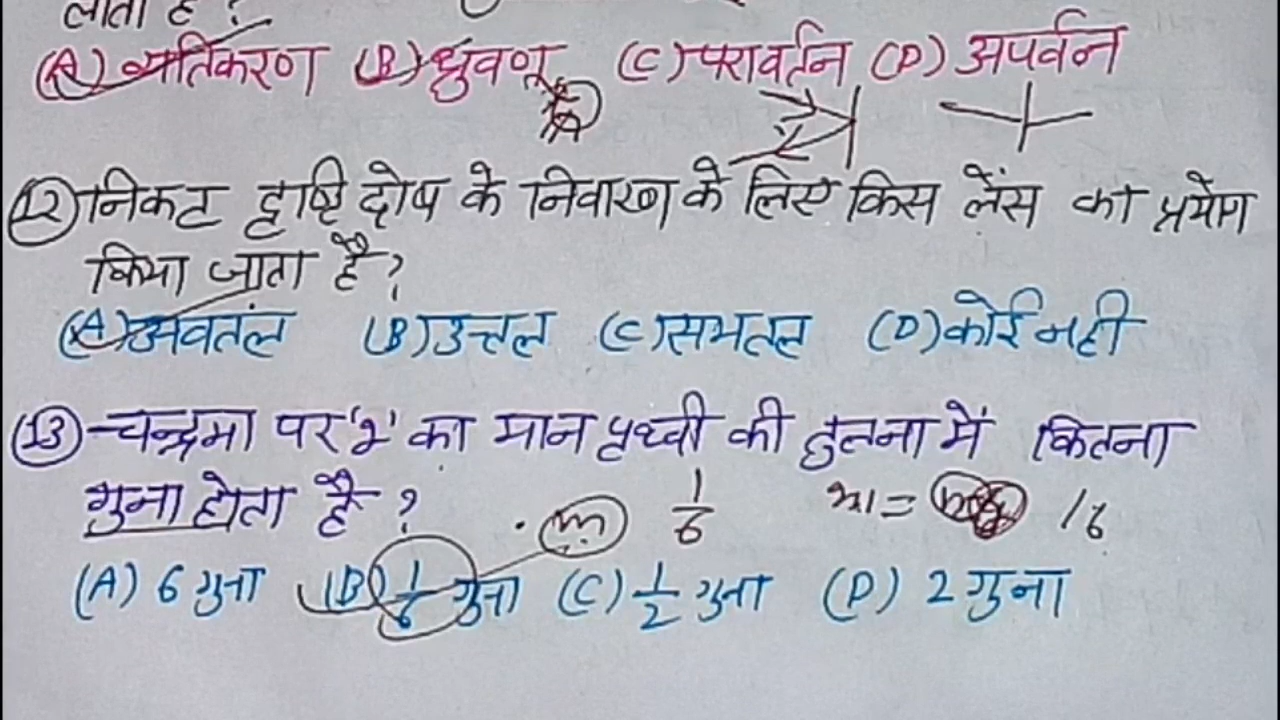 लाता है?
(A) व्यतिकरण (B) ध्रुवण (C) परावर्तन (D) अपवर्तन
(12) निकट दृष्टि दोष के निवारण के लिए किस लेंस का प्रयोग
किया जाता है?
(A) अवतल (B) उत्तल (C) समतल (D) कोई नही
(13) चन्द्रमा पर 'g' का मान पृथ्वी की तुलना में कितना
गुना होता है? 1/6 = 1/6
(A) 6 गुना (B) 1/6 गुना (C) 1/2 गुना (D) 2 गुना